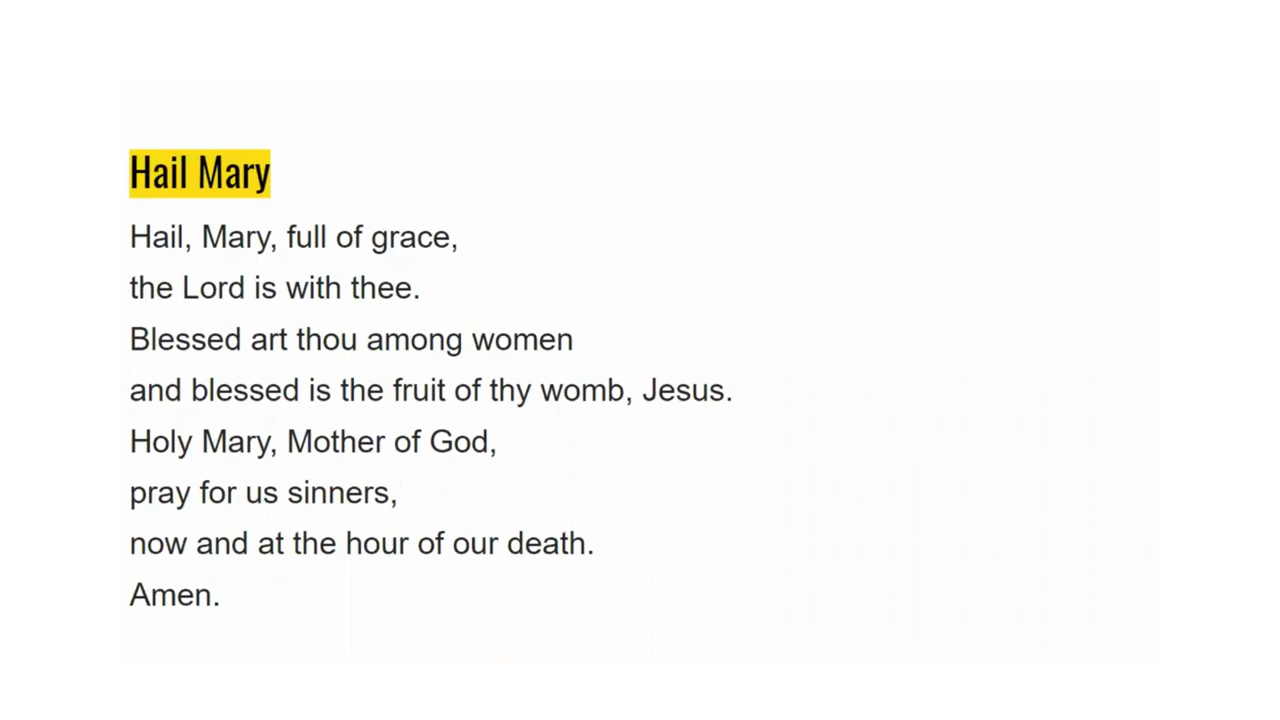 Hail Mary
Hail, Mary, full of grace,
the Lord is with thee.
Blessed art thou among women
and blessed is the fruit of thy womb, Jesus.
Holy Mary, Mother of God,
pray for us sinners,
now and at the hour of our death.
Amen.